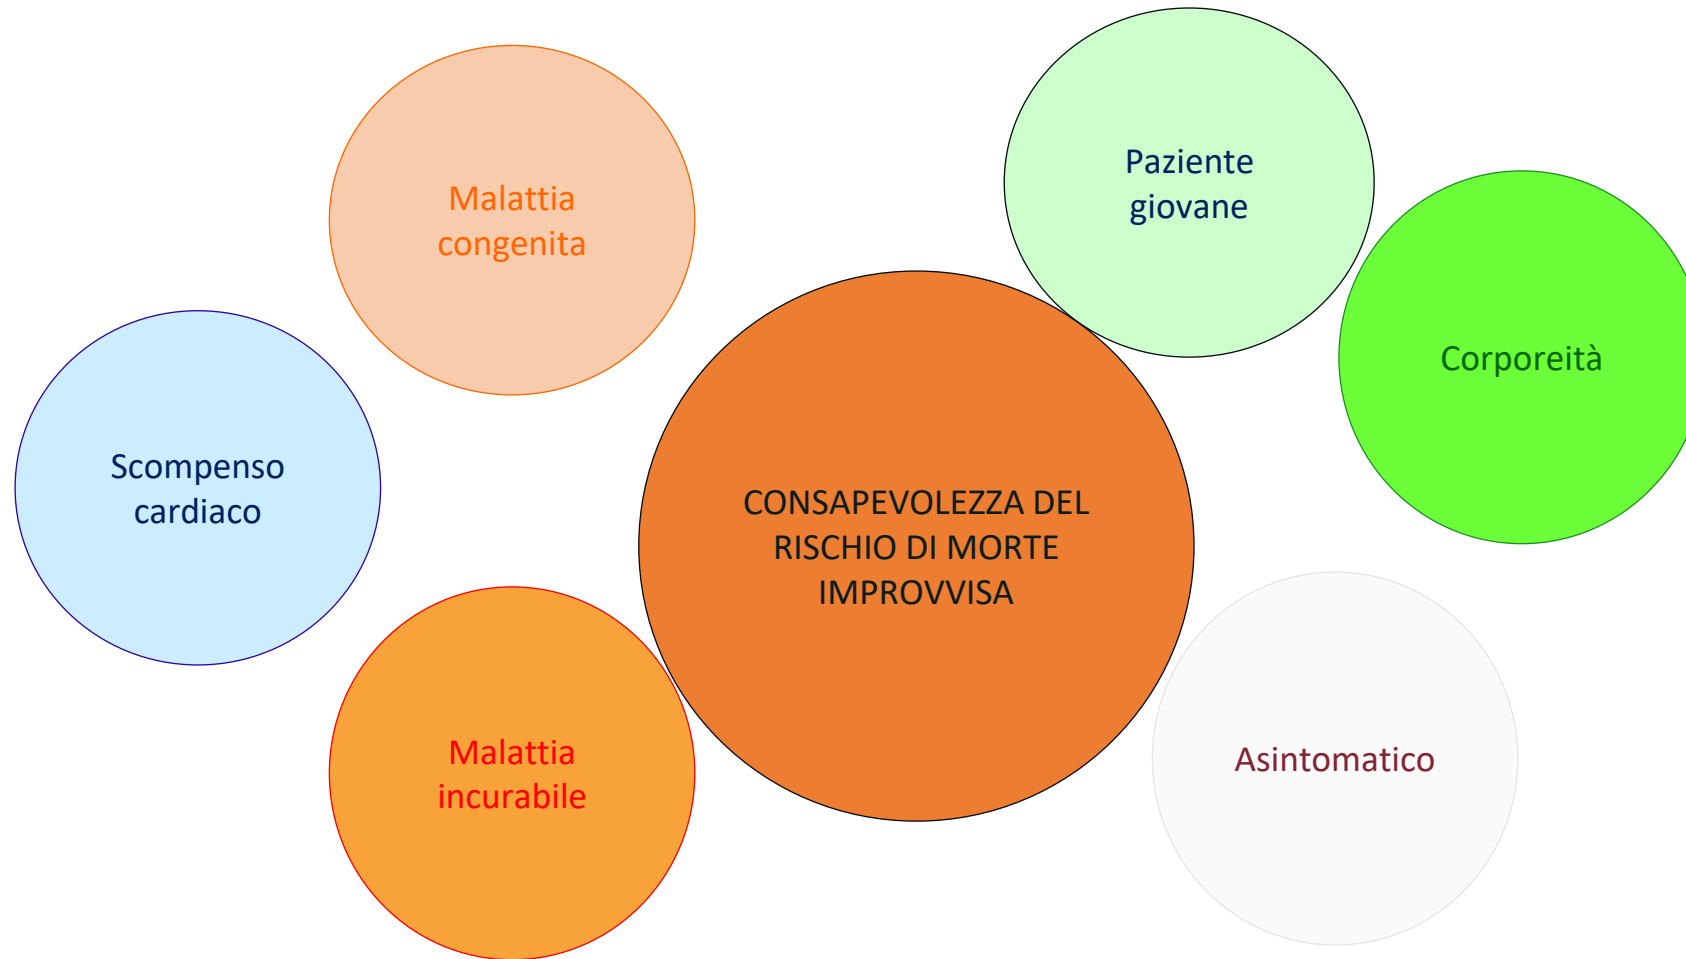 Malattia
congenita
Paziente
giovane
Corporeità
Scompenso
cardiaco
CONSAPEVOLEZZA DEL
RISCHIO DI MORTE
IMPROVVISA
Malattia
incurabile
Asintomatico